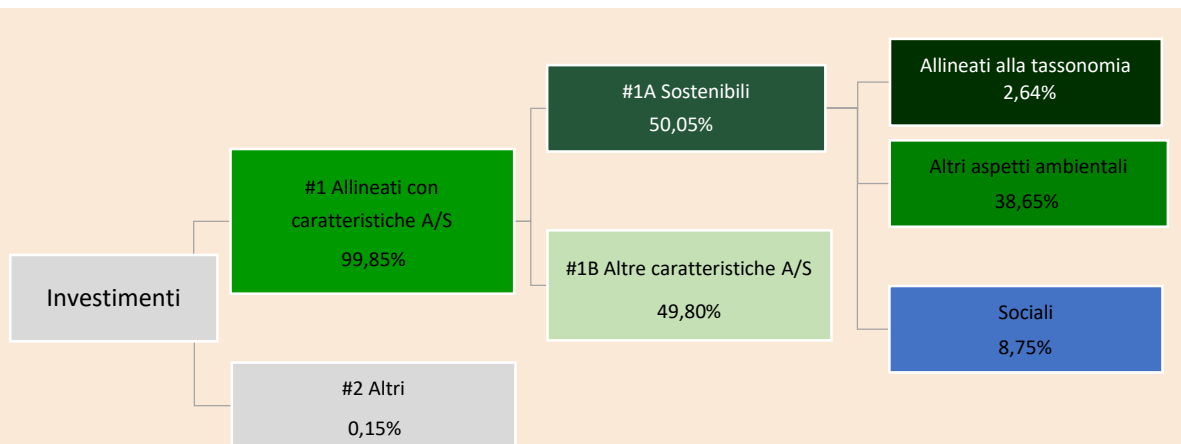 Investimenti
#1 Allineati con
caratteristiche A/S
99,85%
#2 Altri
0,15%
#1A Sostenibili
50,05%
#1B Altre caratteristiche A/S
49,80%
Allineati alla tassonomia
2,64%
Altri aspetti ambientali
38,65%
Sociali
8,75%